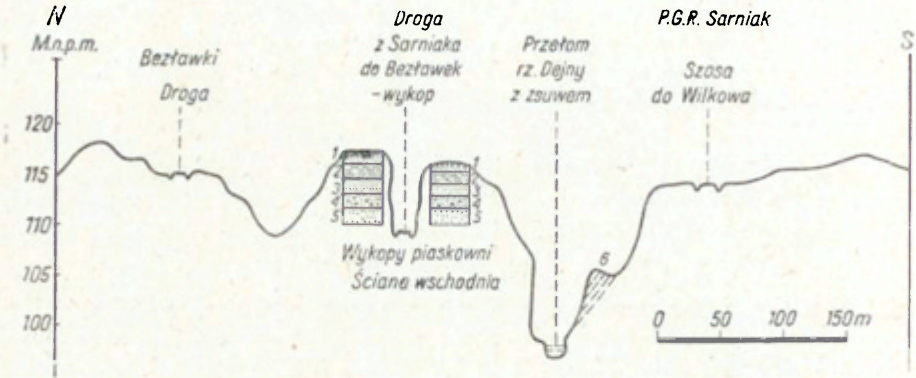 N
Droga
P.G.R. Sarniak
M.n.p.m.
z Sarniaka
do Bezławek
-wykop
Przełom
rz. Dejny
z zsuwem
S
Bezławki
Droga
Szosa
do Wilkowa
120
115
110
105
100
1
2
3
4
5
1
2
3
4
5
Wykopy piaskowni
Ściana wschodnia
6
0 50 100 150m